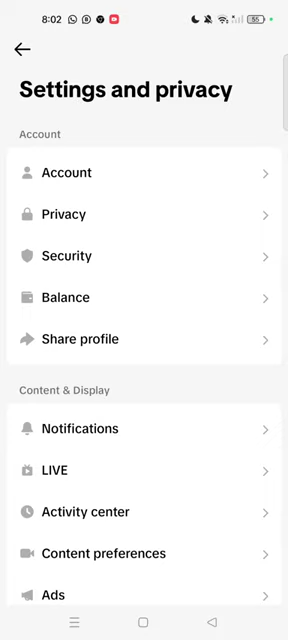 8:02
55
Settings and privacy
Account
Account
Privacy
Security
Balance
Share profile
Content & Display
Notifications
LIVE
Activity center
Content preferences
Ads